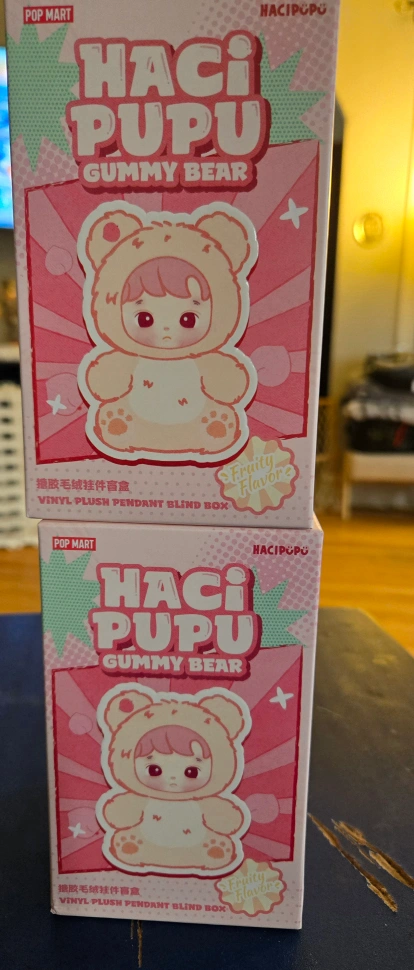 POP MART
HACIPUPU
HACi
PUPU
GUMMY BEAR
Fruity
Flavors
搪胶毛绒挂件盲盒
ViNYL PLUSH PENDANT BLiND BOX
POP MART
HACIPUPU
HACi
PUPU
GUMMY BEAR
Fruity
Flavors
搪胶毛绒挂件盲盒
ViNYL PLUSH PENDANT BLiND BOX